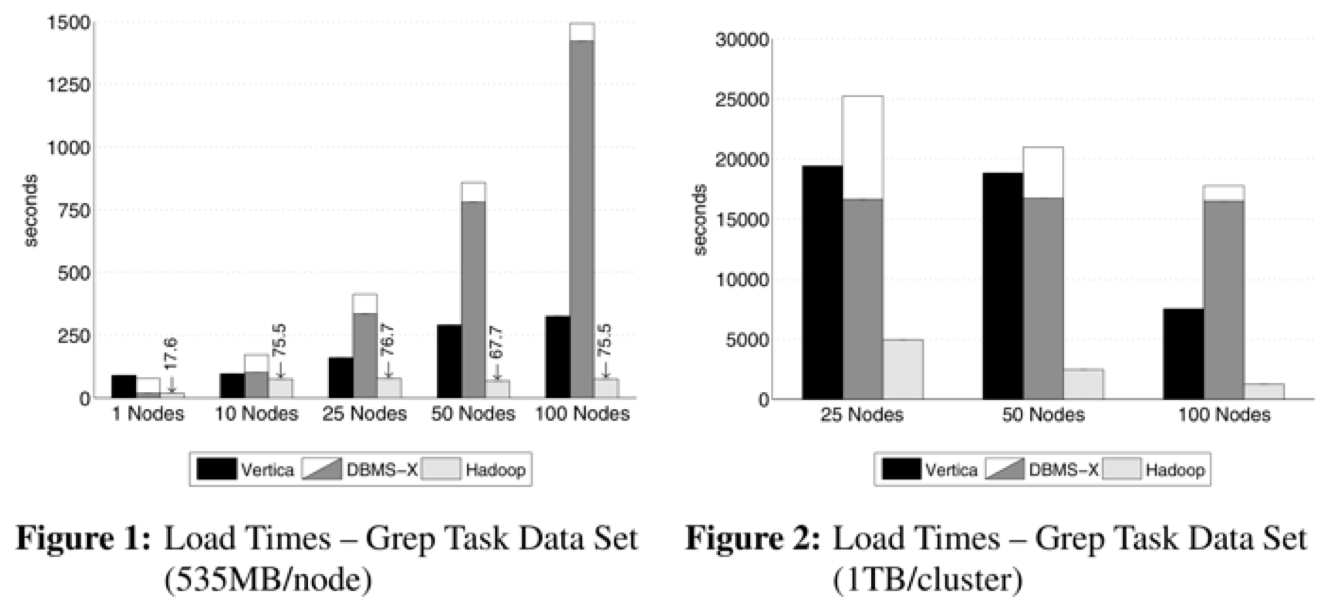 1500
1250
1000
750
500
250
0
seconds
17.6
75.5
76.7
67.7
75.5
1 Nodes 10 Nodes 25 Nodes 50 Nodes 100 Nodes
Vertica DBMS-X Hadoop
Figure 1: Load Times – Grep Task Data Set
(535MB/node)
30000
25000
20000
15000
10000
5000
0
seconds
25 Nodes 50 Nodes 100 Nodes
Vertica DBMS-X Hadoop
Figure 2: Load Times – Grep Task Data Set
(1TB/cluster)